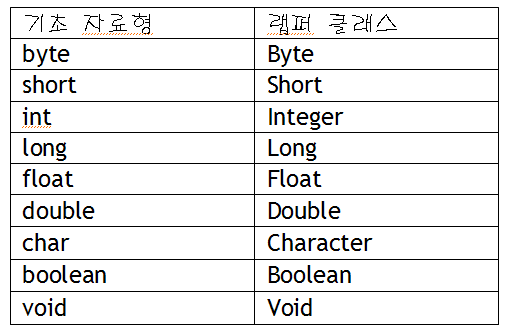 기초 자료형 랩퍼 클래스
byte Byte
short Short
int Integer
long Long
float Float
double Double
char Character
boolean Boolean
void Void